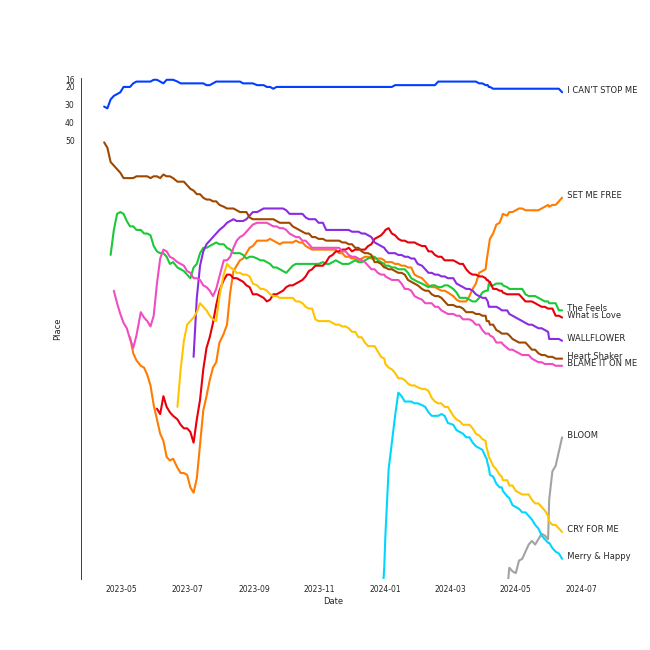 16
20
30
40
50
Place
I CAN'T STOP ME
SET ME FREE
The Feels
What is Love
WALLFLOWER
Heart Shaker
BLAME IT ON ME
BLOOM
CRY FOR ME
Merry & Happy
2023-05 2023-07 2023-09 2023-11 2024-01 2024-03 2024-05 2024-07
Date